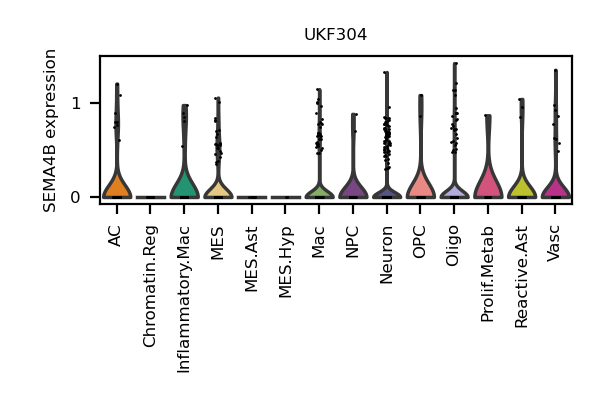 UKF304
SEMA4B expression
1
0
AC
Chromatin.Reg
Inflammatory.Mac
MES
MES.Ast
MES.Hyp
Mac
NPC
Neuron
OPC
Oligo
Prolif.Metab
Reactive.Ast
Vasc